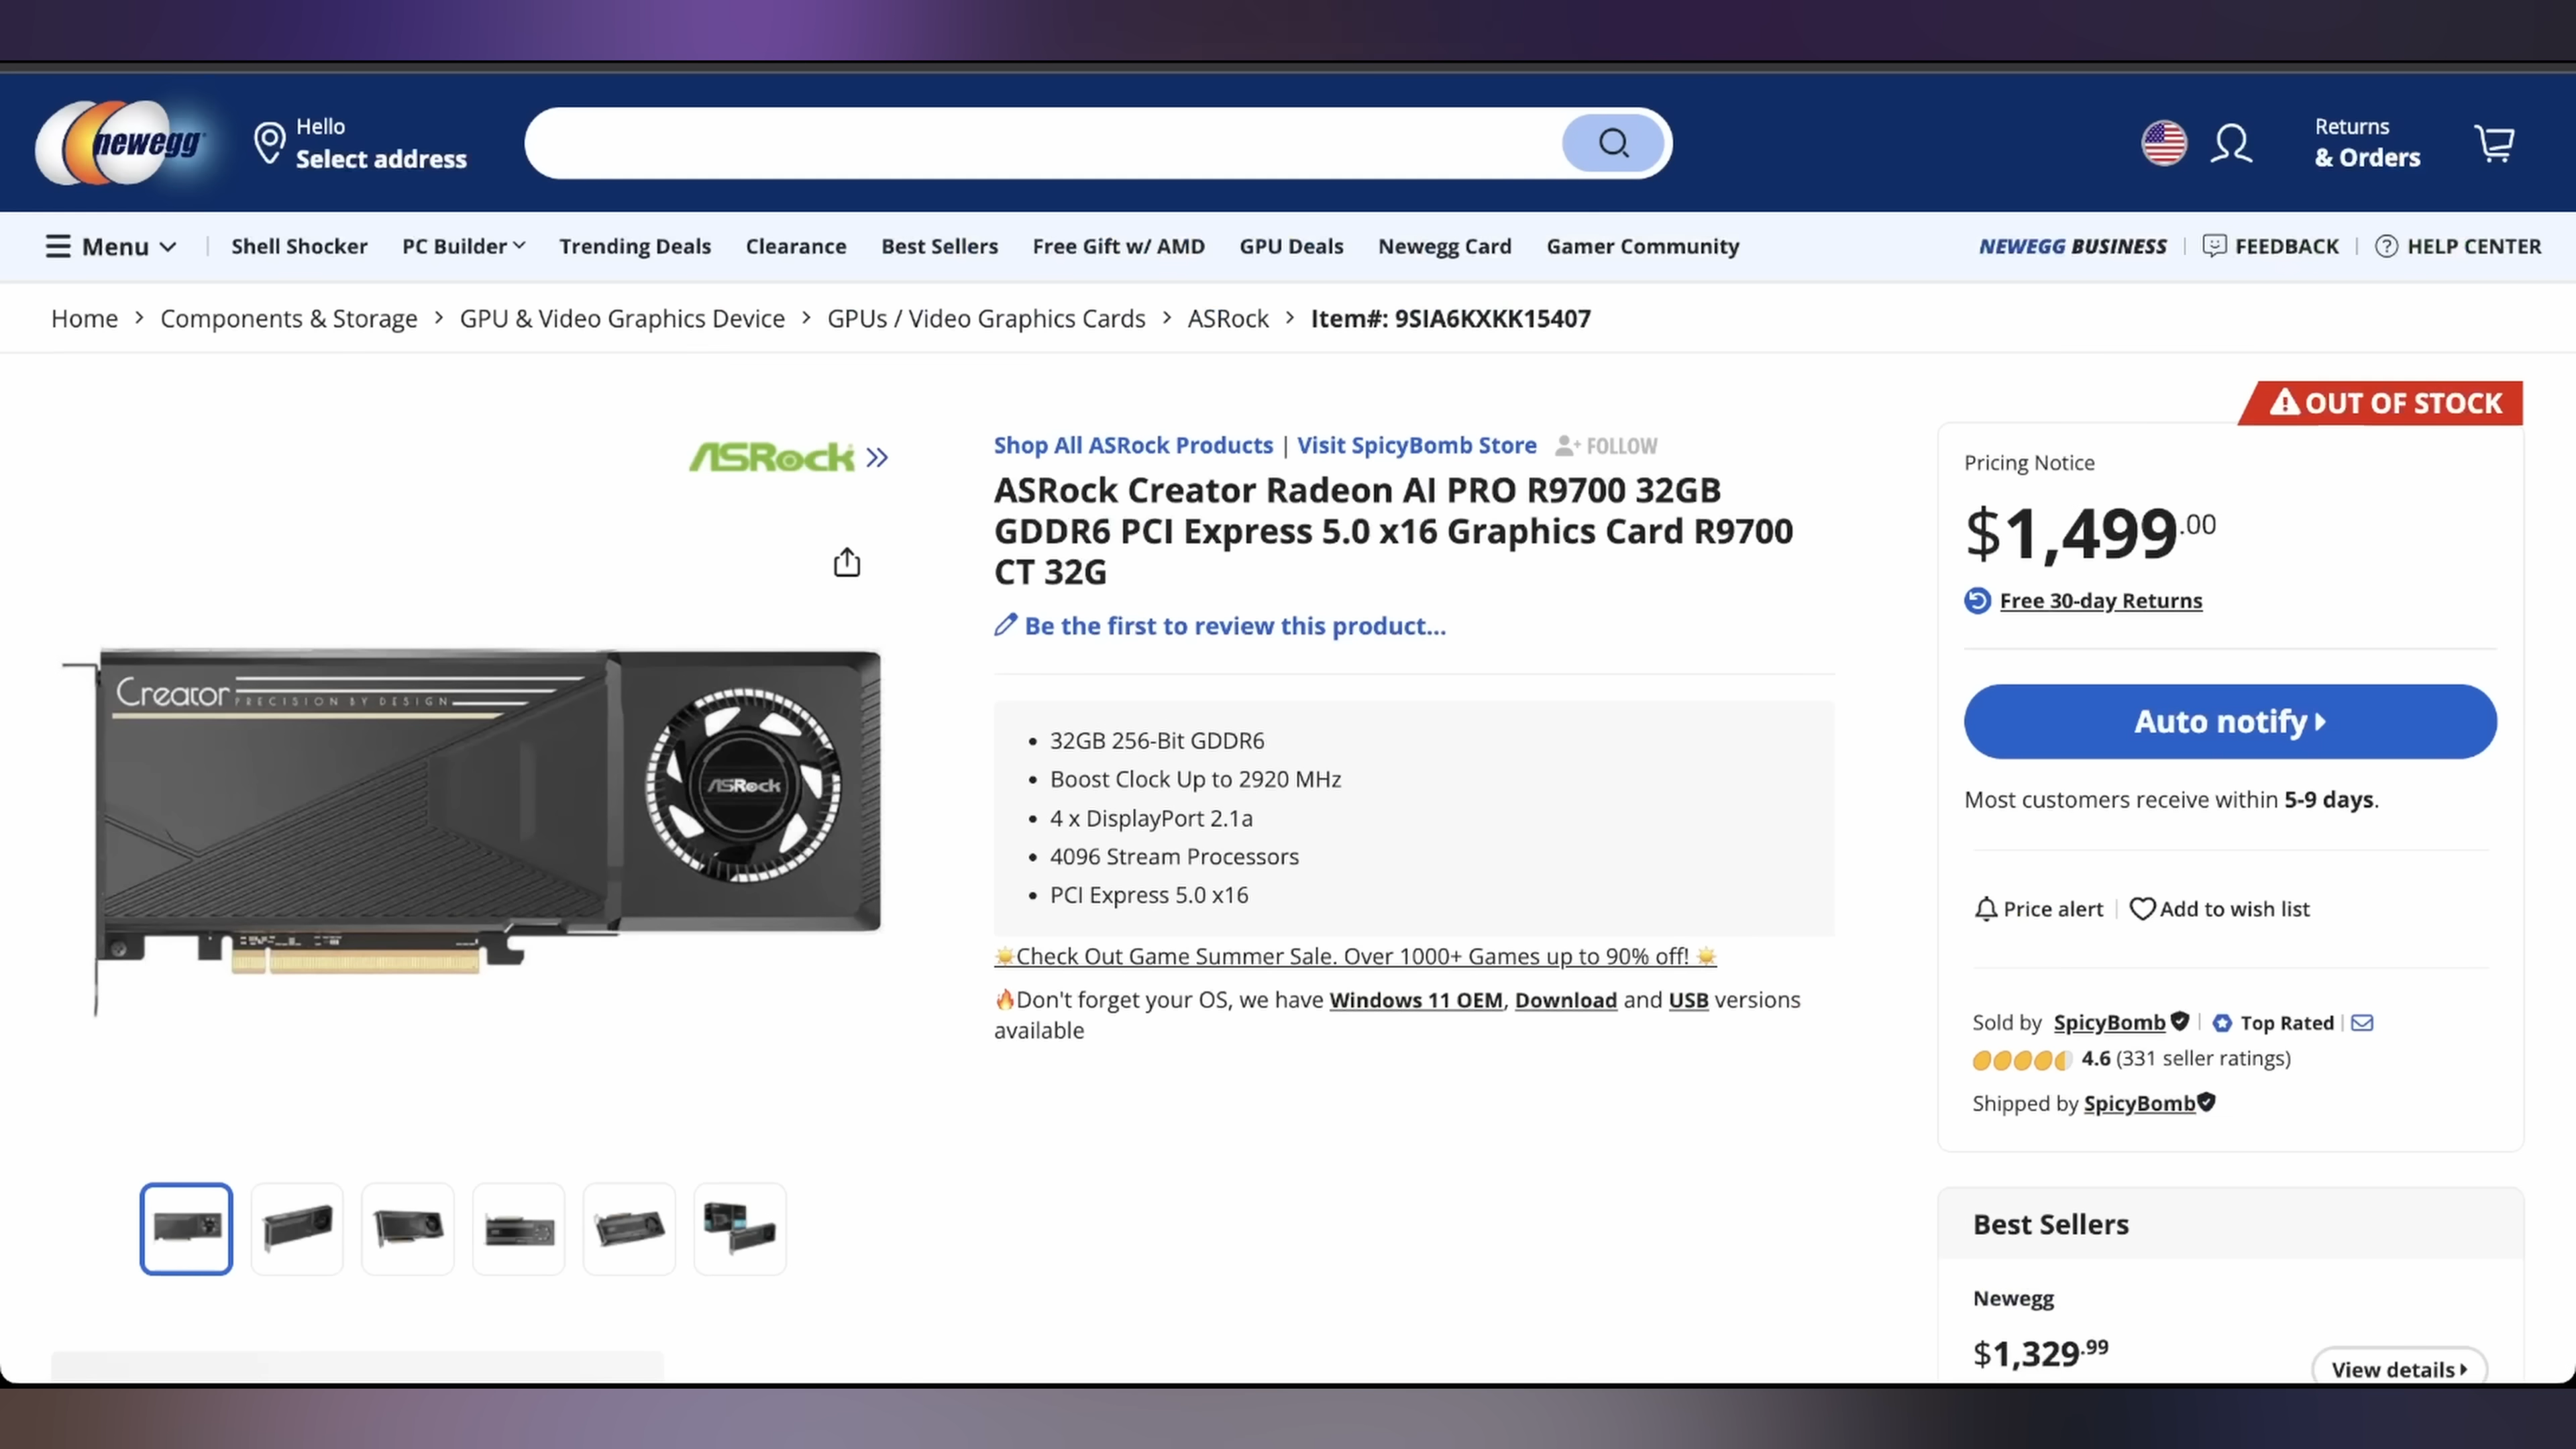 newegg
Hello
Select address
Returns
& Orders
Menu
Shell Shocker
PC Builder
Trending Deals
Clearance
Best Sellers
Free Gift w/ AMD
GPU Deals
Newegg Card
Gamer Community
NEWEGG BUSINESS
FEEDBACK
HELP CENTER
Home > Components & Storage > GPU & Video Graphics Device > GPUs / Video Graphics Cards > ASRock > Item#: 9SIA6KXKK15407
ASRock »
Creator PRECISION BY DESIGN
ASRock
Shop All ASRock Products | Visit SpicyBomb Store FOLLOW
ASRock Creator Radeon AI PRO R9700 32GB
GDDR6 PCI Express 5.0 x16 Graphics Card R9700
CT 32G
Be the first to review this product...
• 32GB 256-Bit GDDR6
• Boost Clock Up to 2920 MHz
• 4 x DisplayPort 2.1a
• 4096 Stream Processors
• PCI Express 5.0 x16
☀️Check Out Game Summer Sale. Over 1000+ Games up to 90% off! ☀️
🔥Don't forget your OS, we have Windows 11 OEM, Download and USB versions
available
OUT OF STOCK
Pricing Notice
$1,499.00
Free 30-day Returns
Auto notify
Most customers receive within 5-9 days.
Price alert | Add to wish list
Sold by SpicyBomb | Top Rated |
4.6 (331 seller ratings)
Shipped by SpicyBomb
Best Sellers
Newegg
$1,329.99
View details